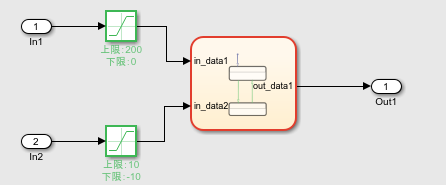 1
In1
上限:200
下限:0
in_data1
out_data1
in_data2
1
Out1
2
In2
上限:10
下限:-10